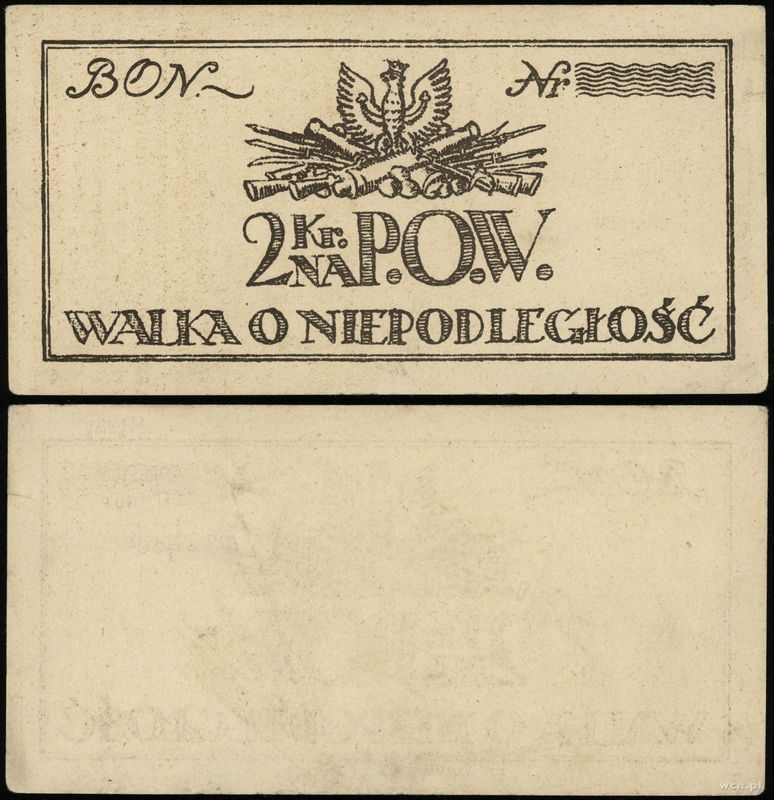 BON. Nr
2 Kr. NA P.O.W.
WALKA O NIEPODLEGŁOŚĆ
wcn.pl